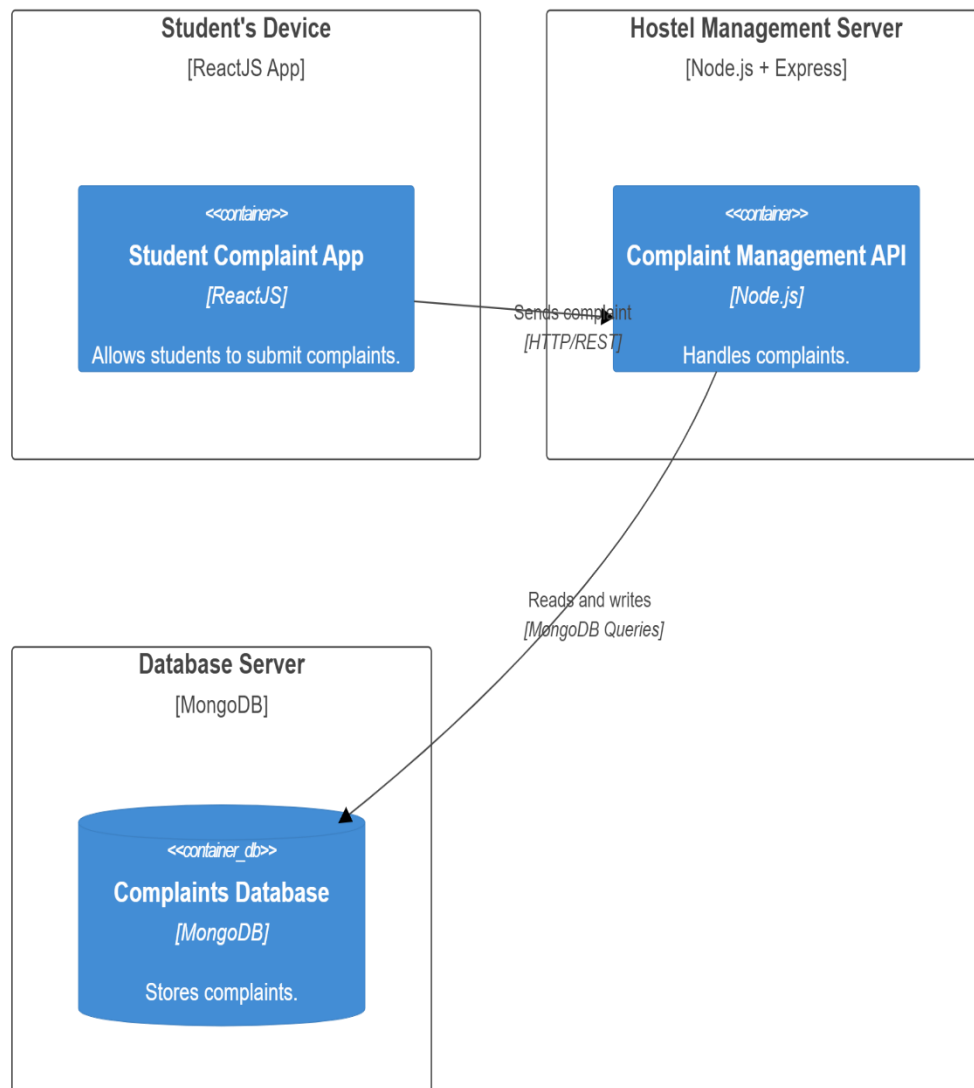 Student's Device
[ReactJS App]
<<container>>
Student Complaint App
[ReactJS]
Allows students to submit complaints.
Hostel Management Server
[Node.js + Express]
<<container>>
Complaint Management API
[Node.js]
Handles complaints.
Sends complaint
[HTTP/REST]
Reads and writes
[MongoDB Queries]
Database Server
[MongoDB]
<<container_db>>
Complaints Database
[MongoDB]
Stores complaints.